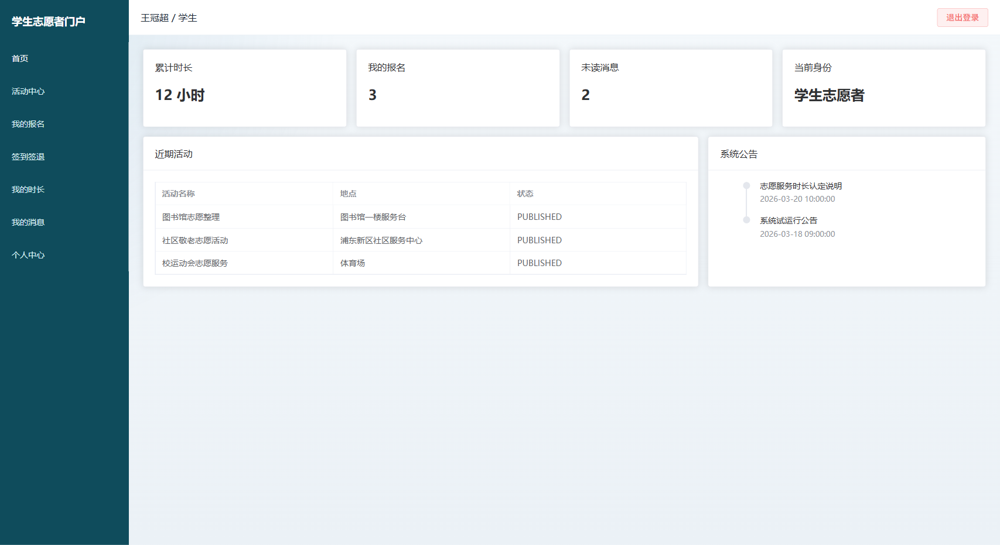 学生志愿者门户
首页
活动中心
我的报名
签到签退
我的时长
我的消息
个人中心
王冠超 / 学生
退出登录
累计时长
12 小时
我的报名
3
未读消息
2
当前身份
学生志愿者
近期活动
活动名称 地点 状态
图书馆志愿整理 图书馆一楼服务台 PUBLISHED
社区敬老志愿活动 浦东新区社区服务中心 PUBLISHED
校运动会志愿服务 体育场 PUBLISHED
系统公告
志愿服务时长认定说明
2026-03-20 10:00:00
系统试运行公告
2026-03-18 09:00:00